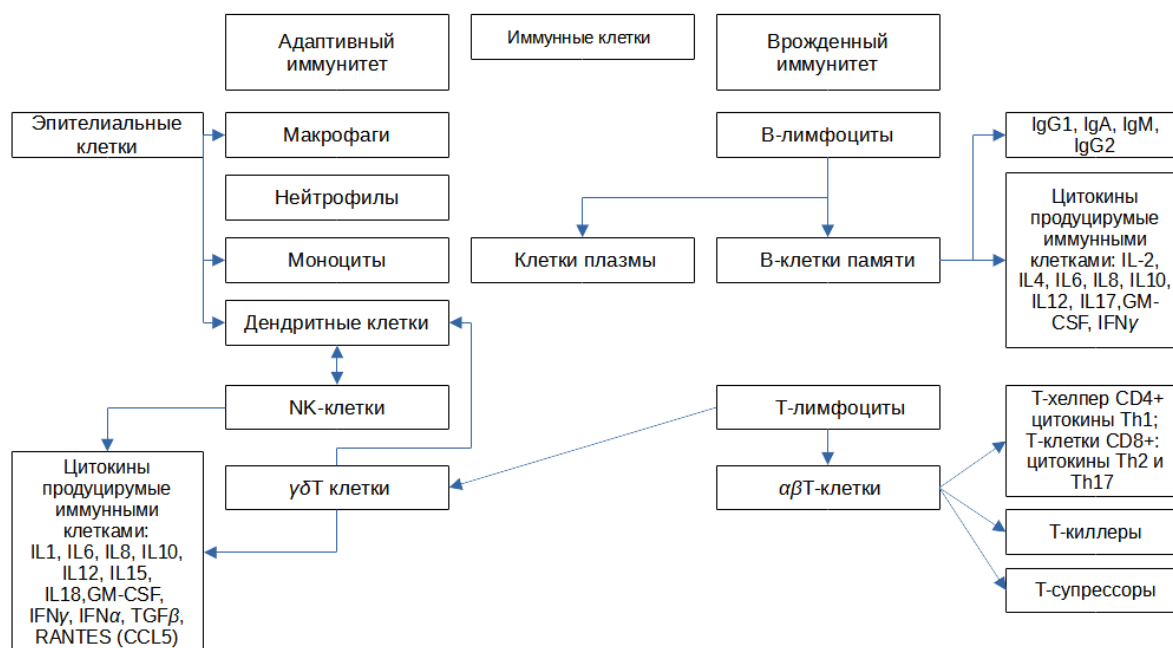 Адаптивный
иммунитет
Иммунные клетки
Врожденный
иммунитет
Эпителиальные
клетки
Макрофаги
В-лимфоциты
IgG1, IgA, IgM,
IgG2
Нейтрофилы
Цитокины
продуцирумые
иммунными
клетками: IL-2,
IL4, IL6, IL8, IL10,
IL12, IL17,GM-
CSF, IFNγ
Моноциты
Клетки плазмы
В-клетки памяти
Дендритные клетки
NK-клетки
Т-лимфоциты
Т-хелпер CD4+
цитокины Th1;
Т-клетки CD8+:
цитокины Th2 и
Th17
Цитокины
продуцирумые
иммунными
клетками:
IL1, IL6, IL8, IL10,
IL12, IL15,
IL18,GM-CSF,
IFNγ, IFNα, TGFβ,
RANTES (CCL5)
γδT клетки
αβT-клетки
Т-киллеры
Т-супрессоры